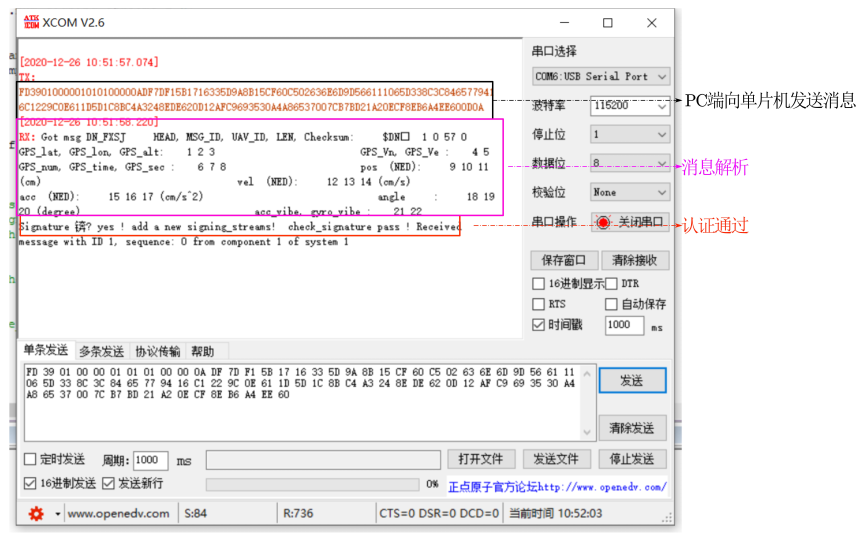 XCOM V2.6
[2020-12-26 10:51:57.074]
TX:
FD3901000001010100000ADF7DF15B1716335D9A8B15CF60C502636E6D9D566111065D338C3C846577941
6C1229C0E611D5D1C8BC4A3248EDE620D12AFC9693530A4A86537007CB7BD21A20ECF8EB6A4EE600D0A
[2020-12-26 10:51:58.220]
RX: Got msg DN_FXSJ HEAD, MSG_ID, UAV_ID, LEN, Checksum: $DN□ 1 0 57 0
GPS_lat, GPS_lon, GPS_alt: 1 2 3 GPS_Vn, GPS_Ve : 4 5
GPS_num, GPS_time, GPS_sec : 6 7 8 pos (NED): 9 10 11
(cm) vel (NED): 12 13 14 (cm/s)
acc (NED): 15 16 17 (cm/s^2) angle : 18 19
20 (degree) acc_vibe, gyro_vibe : 21 22
Signature 锛? yes ! add a new signing_streams! check_signature pass ! Received
message with ID 1, sequence: 0 from component 1 of system 1
串口选择
COM6:USB Serial Port
波特率 115200
停止位 1
数据位 8
校验位 None
串口操作 关闭串口
保存窗口 清除接收
16进制显示 DTR
RTS 自动保存
时间戳 1000 ms
PC端向单片机发送消息
消息解析
认证通过
单条发送 多条发送 协议传输 帮助
FD 39 01 00 00 01 01 01 00 00 0A DF 7D F1 5B 17 16 33 5D 9A 8B 15 CF 60 C5 02 63 6E 6D 9D 56 61 11
06 5D 33 8C 3C 84 65 77 94 16 C1 22 9C 0E 61 1D 5D 1C 8B C4 A3 24 8E DE 62 0D 12 AF C9 69 35 30 A4
A8 65 37 00 7C B7 BD 21 A2 0E CF 8E B6 A4 EE 60
发送
清除发送
定时发送 周期: 1000 ms 打开文件 发送文件 停止发送
16进制发送 发送新行 0% 正点原子官方论坛http://www.openedv.com/
www.openedv.com S:84 R:736 CTS=0 DSR=0 DCD=0 当前时间 10:52:03